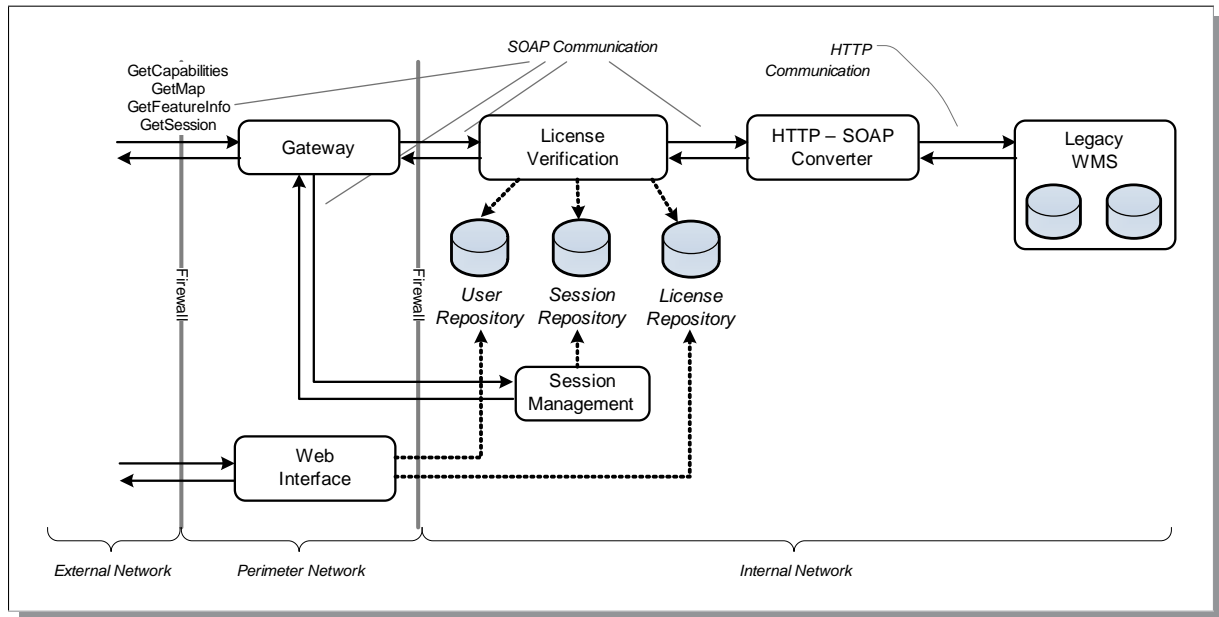 SOAP Communication
HTTP
Communication
GetCapabilities
GetMap
GetFeatureInfo
GetSession
Gateway
License
Verification
HTTP – SOAP
Converter
Legacy
WMS
Firewall
Firewall
User
Repository
Session
Repository
License
Repository
Session
Management
Web
Interface
External Network
Perimeter Network
Internal Network